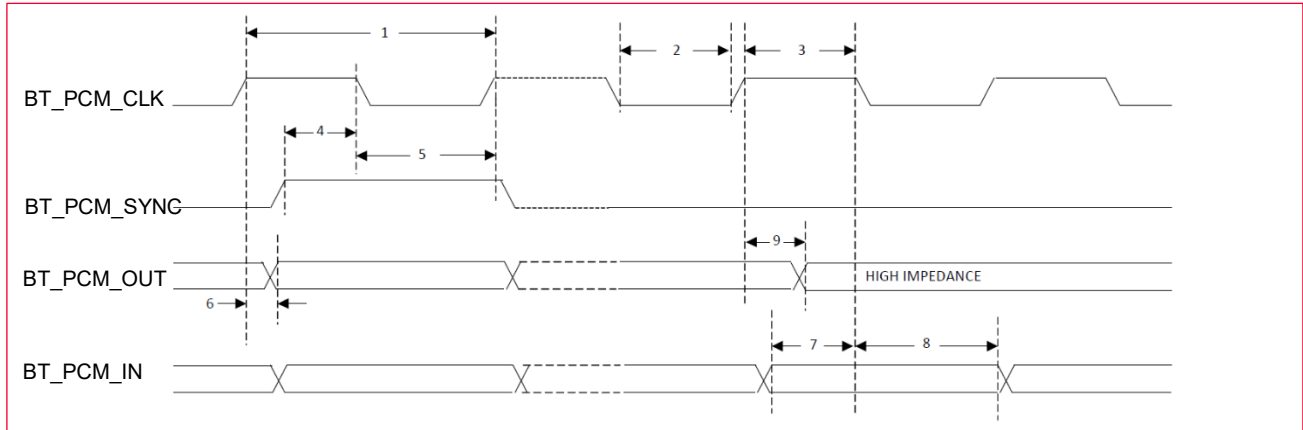 1
2
3
BT_PCM_CLK
4
5
BT_PCM_SYNC
9
BT_PCM_OUT
HIGH IMPEDANCE
6
7
8
BT_PCM_IN